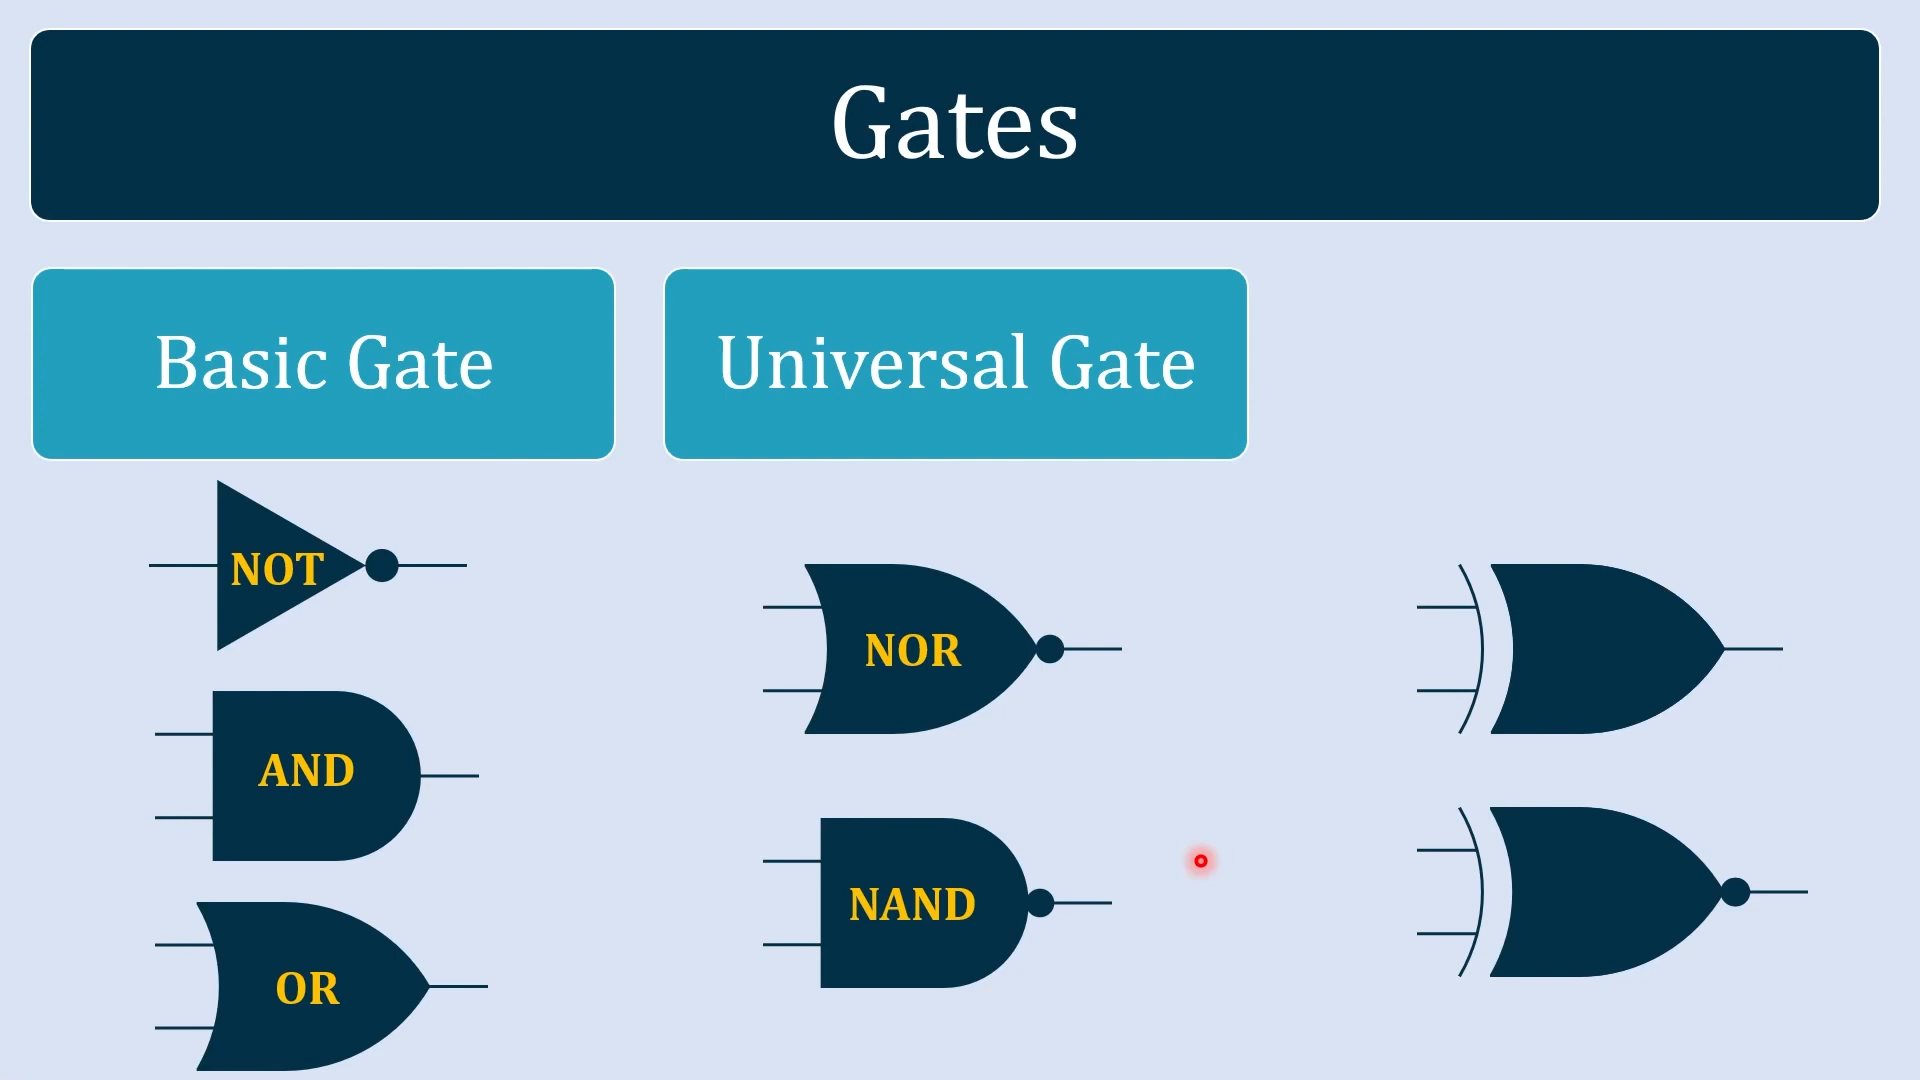 Gates
Basic Gate
Universal Gate
NOT
AND
OR
NOR
NAND